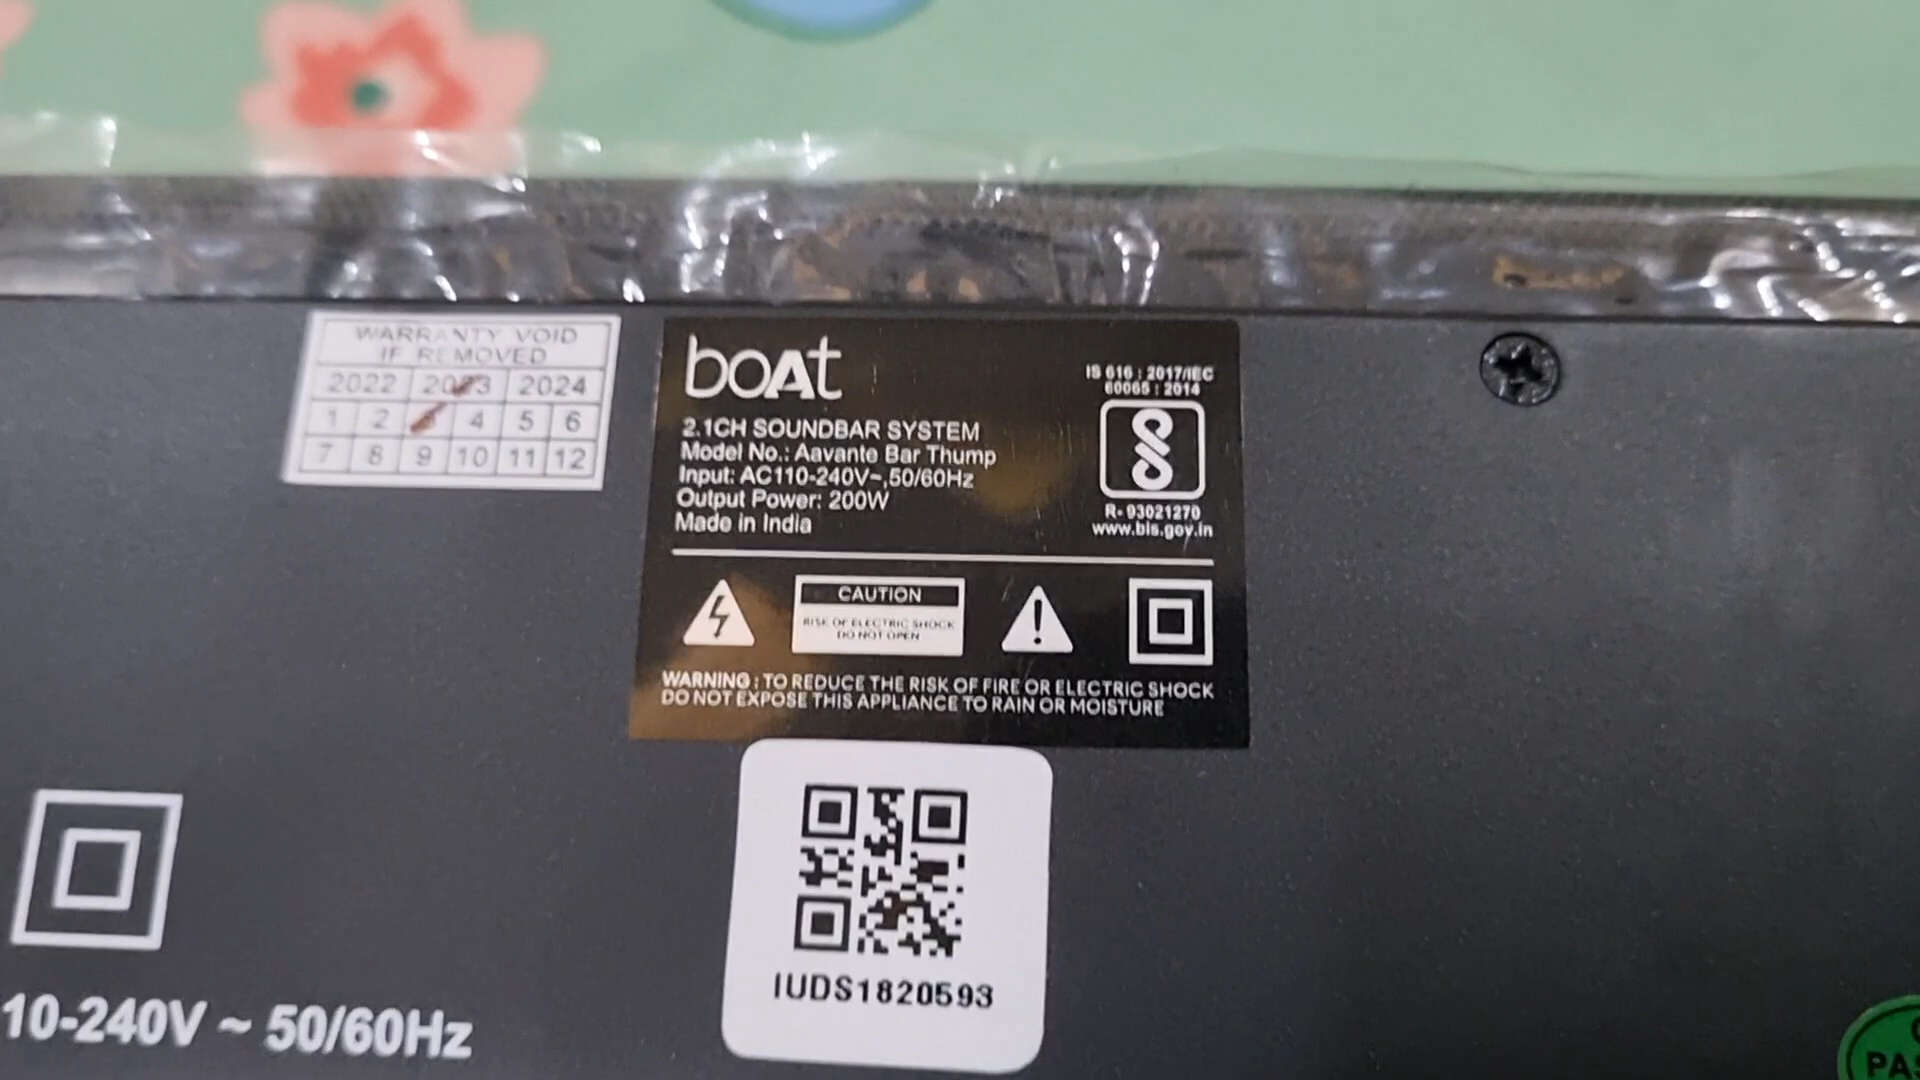 WARRANTY VOID
IF REMOVED
2022 2023 2024
1 2 3 4 5 6
7 8 9 10 11 12
boAt
2.1CH SOUNDBAR SYSTEM
Model No.: Aavante Bar Thump
Input: AC110-240V~,50/60Hz
Output Power: 200W
Made in India
IS 616 : 2017/IEC
60065 : 2014
R- 93021270
www.bis.gov.in
CAUTION
RISK OF ELECTRIC SHOCK
DO NOT OPEN
WARNING : TO REDUCE THE RISK OF FIRE OR ELECTRIC SHOCK
DO NOT EXPOSE THIS APPLIANCE TO RAIN OR MOISTURE
IUDS1820593
10-240V ~ 50/60Hz